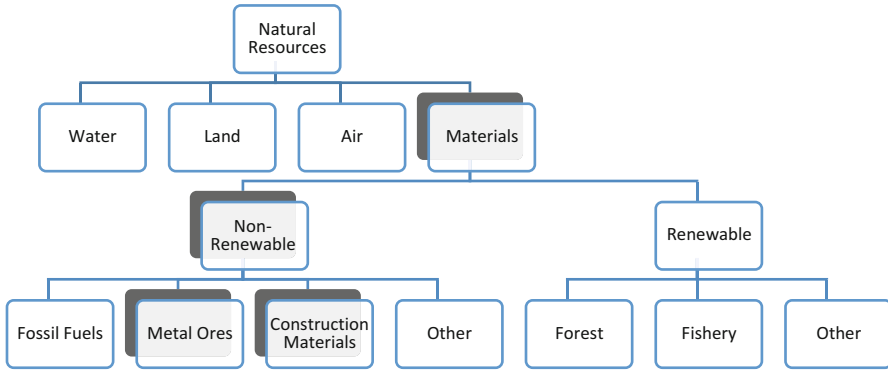 Natural
Resources
Water
Land
Air
Materials
Non-
Renewable
Renewable
Fossil Fuels
Metal Ores
Construction
Materials
Other
Forest
Fishery
Other